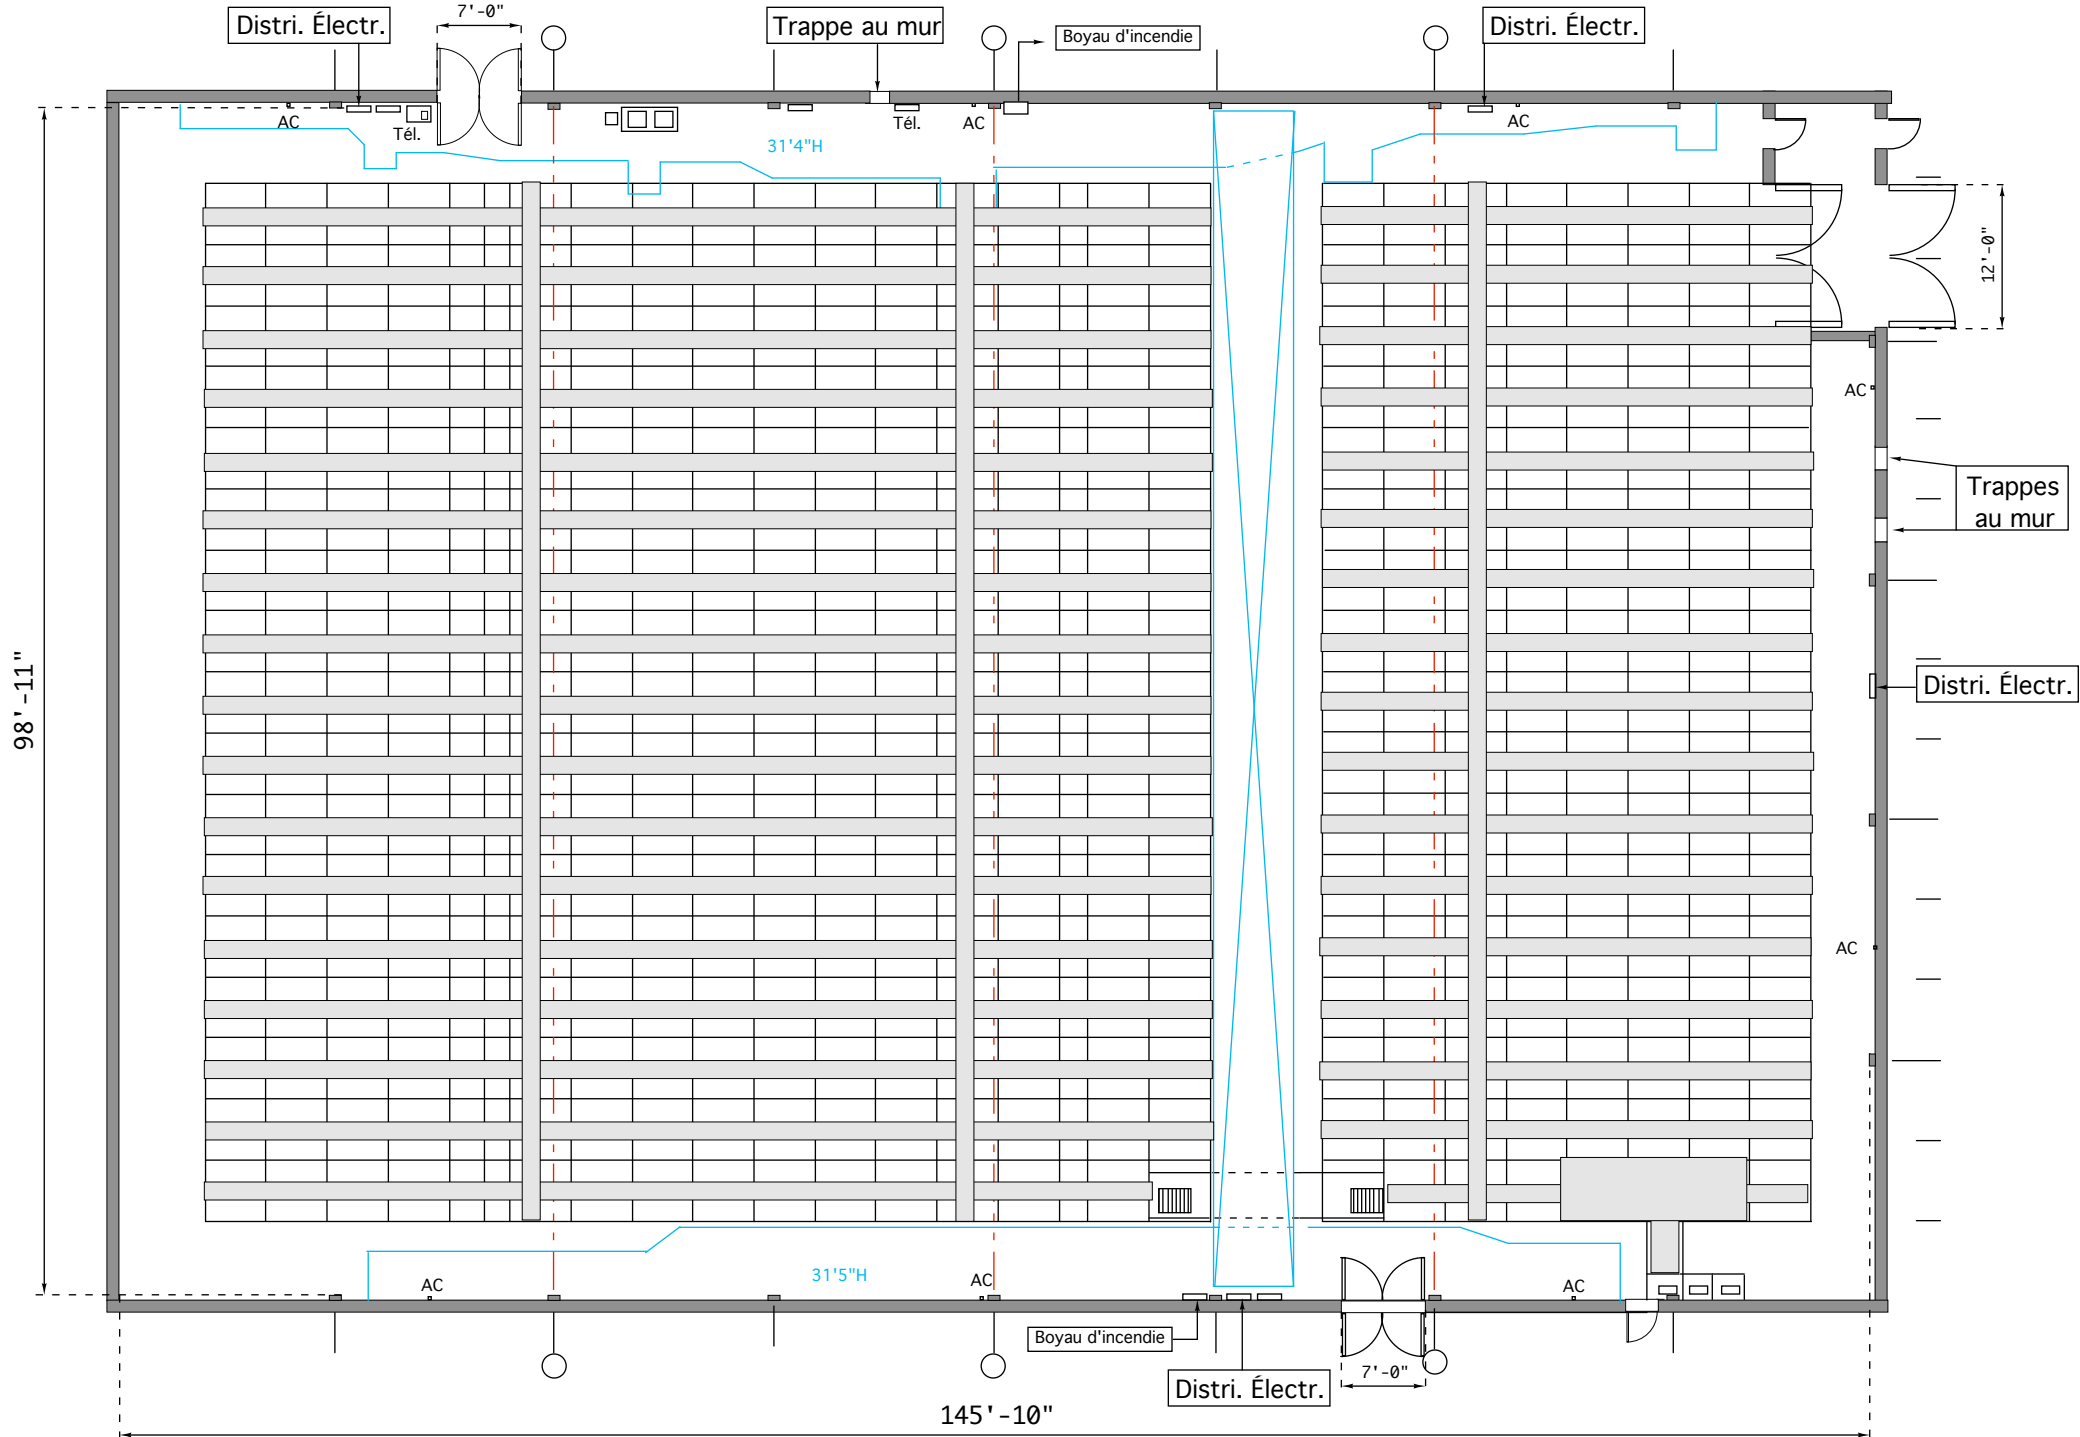 7'-0"
Distri. Électr.
Trappe au mur
Boyau d'incendie
Distri. Électr.
AC
Tél.
Tél.
AC
AC
31'4"H
12'-0"
AC
Trappes
au mur
98'-11"
Distri. Électr.
AC
31'5"H
AC
AC
AC
Boyau d'incendie
7'-0"
Distri. Électr.
145'-10"